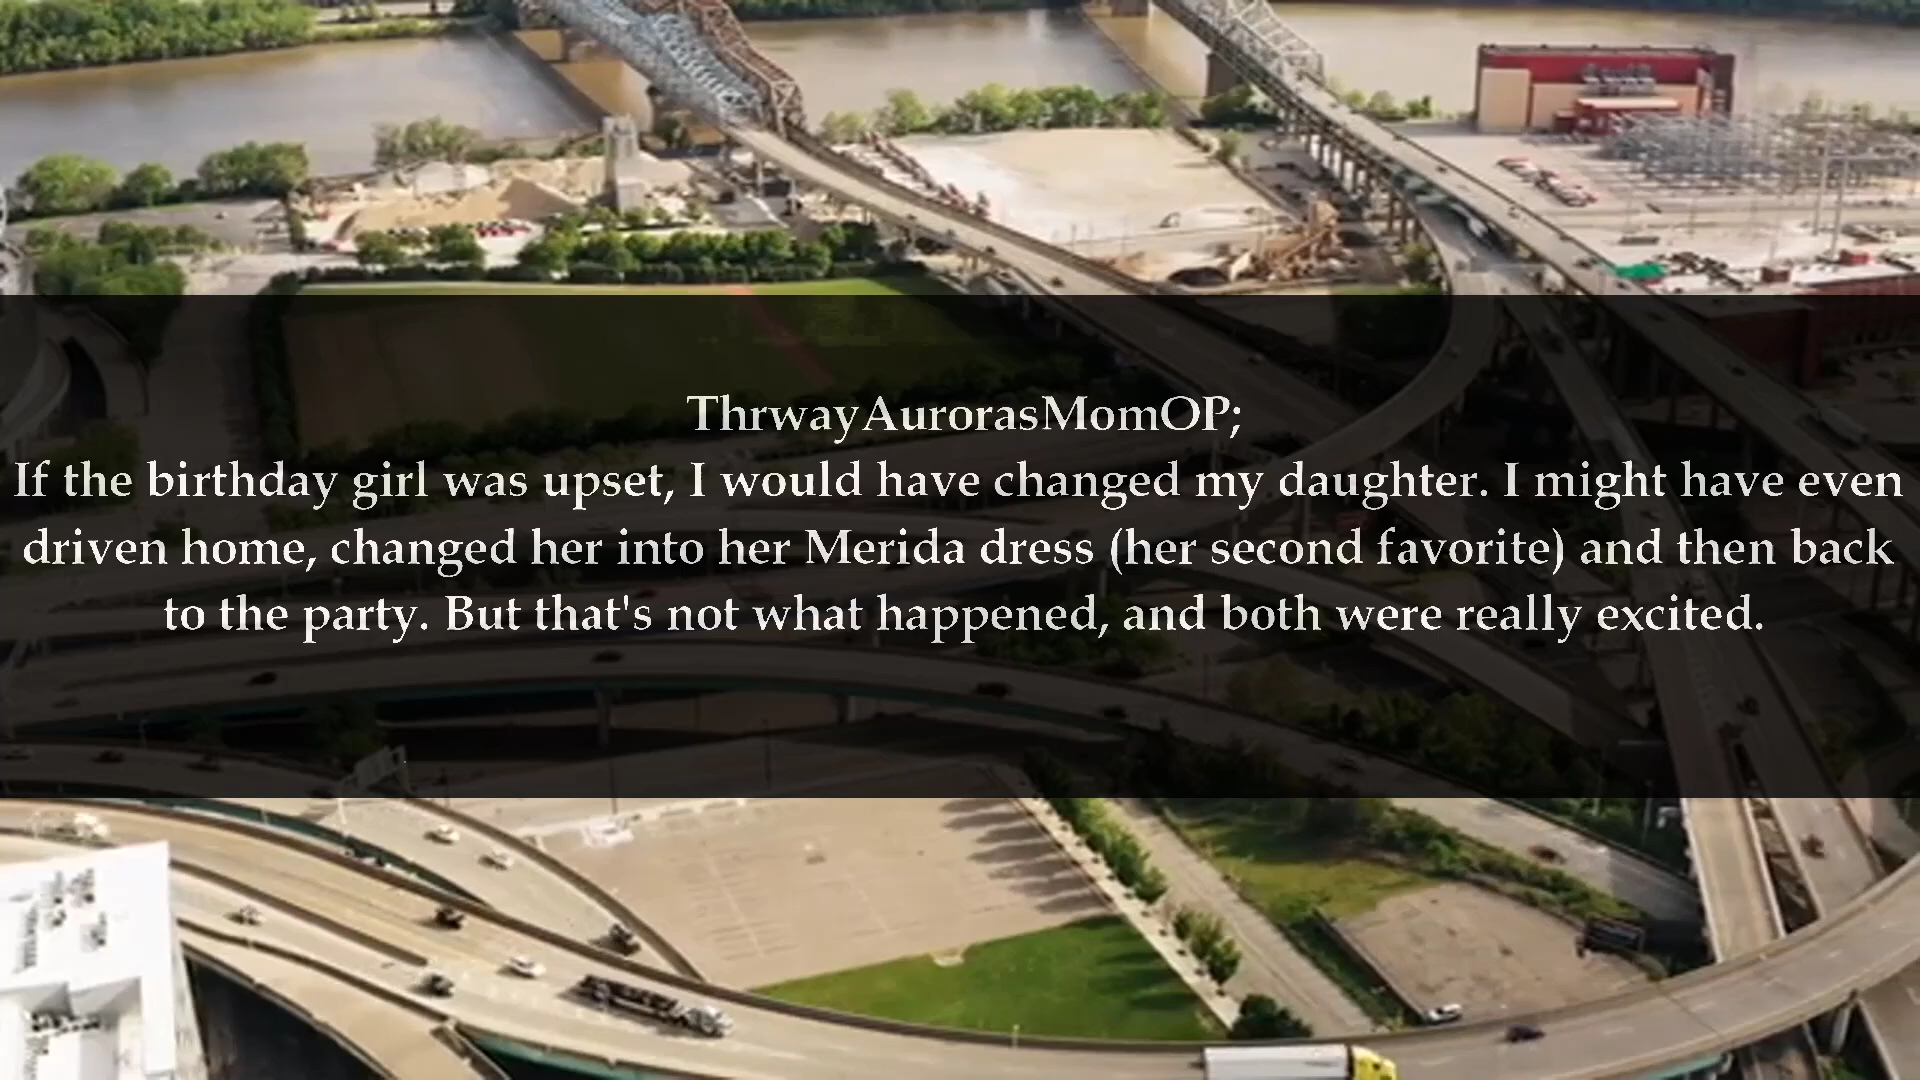 ThrwayAurorasMomOP;
If the birthday girl was upset, I would have changed my daughter. I might have even
driven home, changed her into her Merida dress (her second favorite) and then back
to the party. But that's not what happened, and both were really excited.